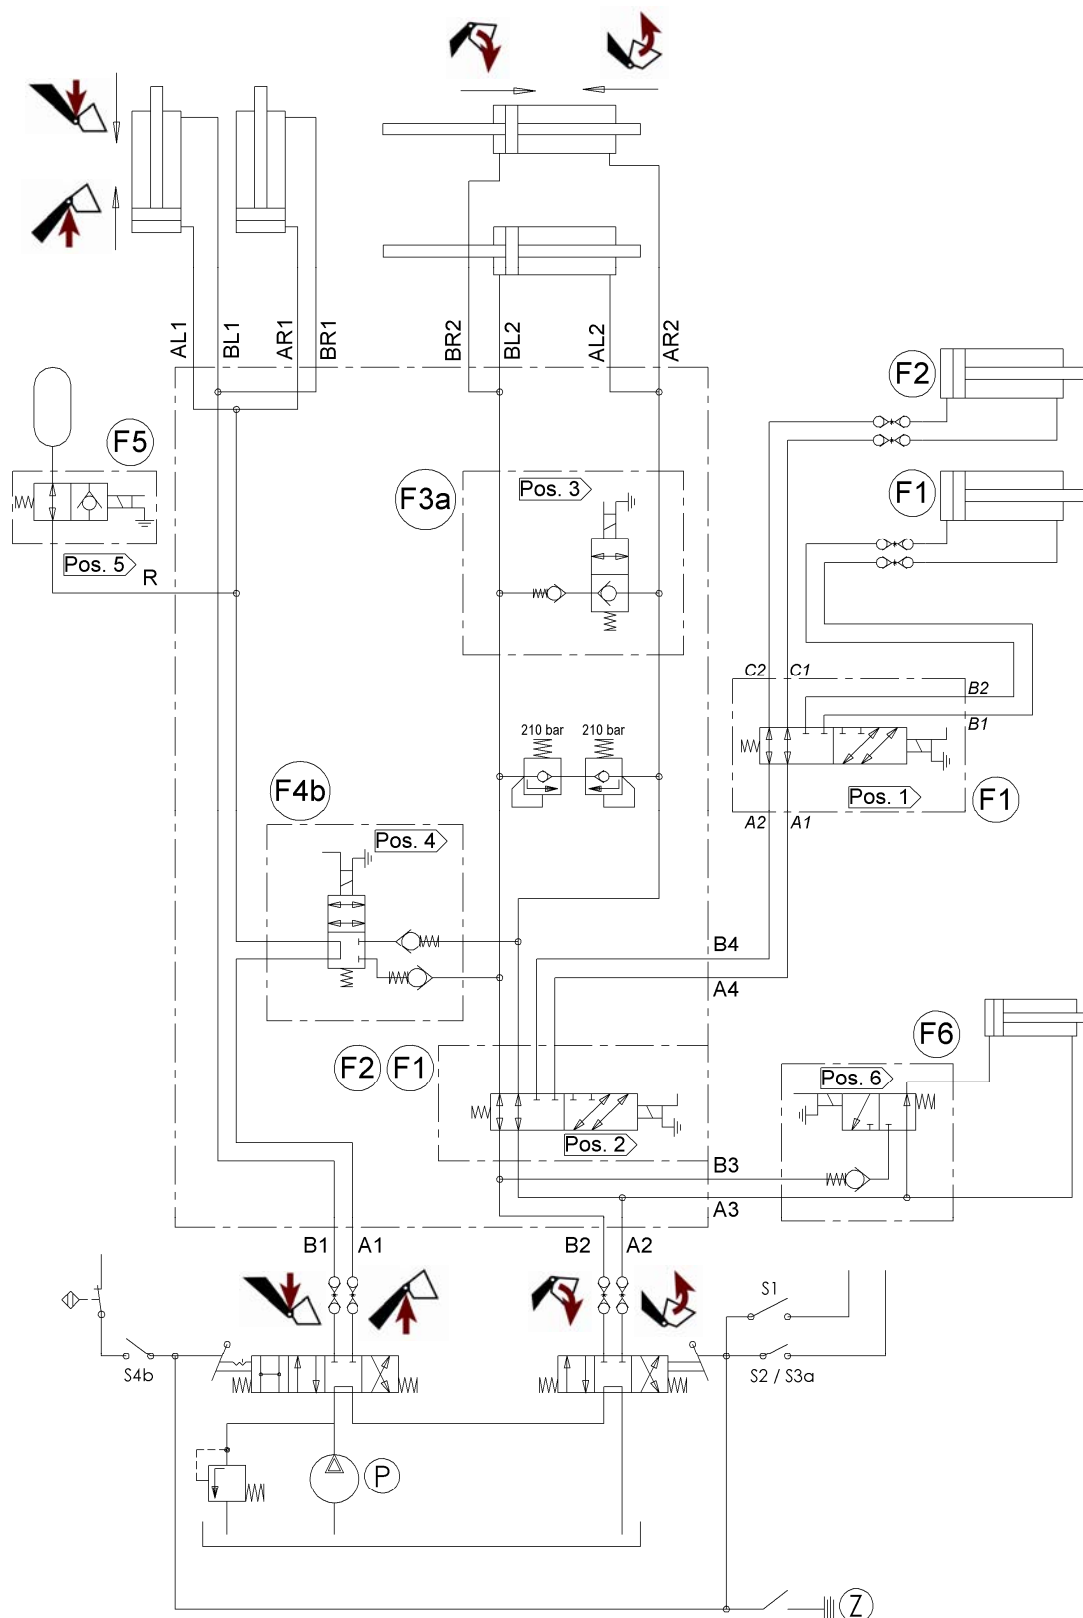 AL1
BL1
AR1
BR1
BR2
BL2
AL2
AR2
F2
F5
F3a
Pos. 3
F1
Pos. 5
R
C2
C1
B2
B1
210 bar
210 bar
F4b
Pos. 1
F1
A2
A1
Pos. 4
B4
A4
F6
F2
F1
Pos. 6
Pos. 2
B3
A3
B1
A1
B2
A2
S1
S4b
S2 / S3a
P
Z